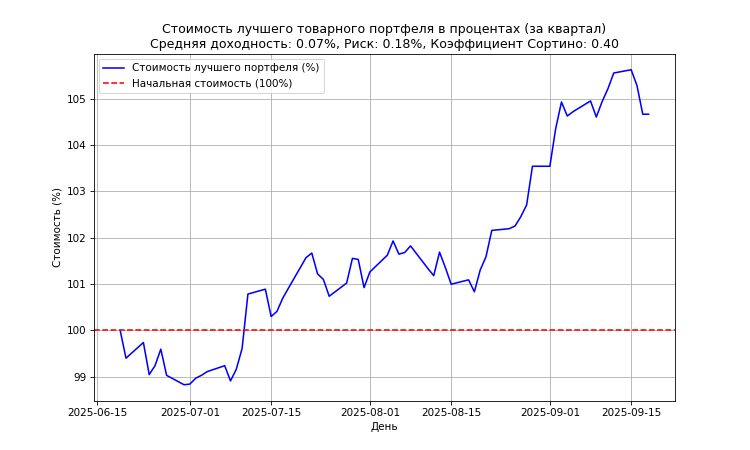 Стоимость лучшего товарного портфеля в процентах (за квартал)
Средняя доходность: 0.07%, Риск: 0.18%, Коэффициент Сортино: 0.40
Стоимость лучшего портфеля (%)
Начальная стоимость (100%)
Стоимость (%)
105
104
103
102
101
100
99
2025-06-15
2025-07-01
2025-07-15
2025-08-01
2025-08-15
2025-09-01
2025-09-15
День